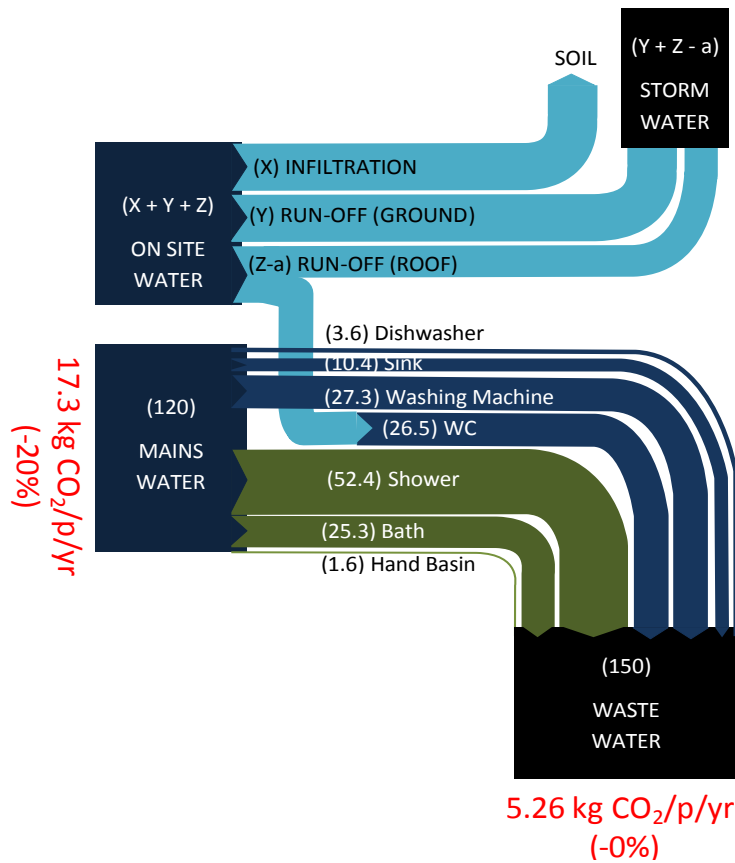 (Y + Z - a)
STORM
WATER
SOIL
(X) INFILTRATION
(X + Y + Z)
ON SITE
WATER
(Y) RUN-OFF (GROUND)
(Z-a) RUN-OFF (ROOF)
(3.6) Dishwasher
(10.4) Sink
(27.3) Washing Machine
(26.5) WC
(120)
MAINS
WATER
17.3 kg CO₂/p/yr
(-20%)
(52.4) Shower
(25.3) Bath
(1.6) Hand Basin
(150)
WASTE
WATER
5.26 kg CO₂/p/yr
(-0%)